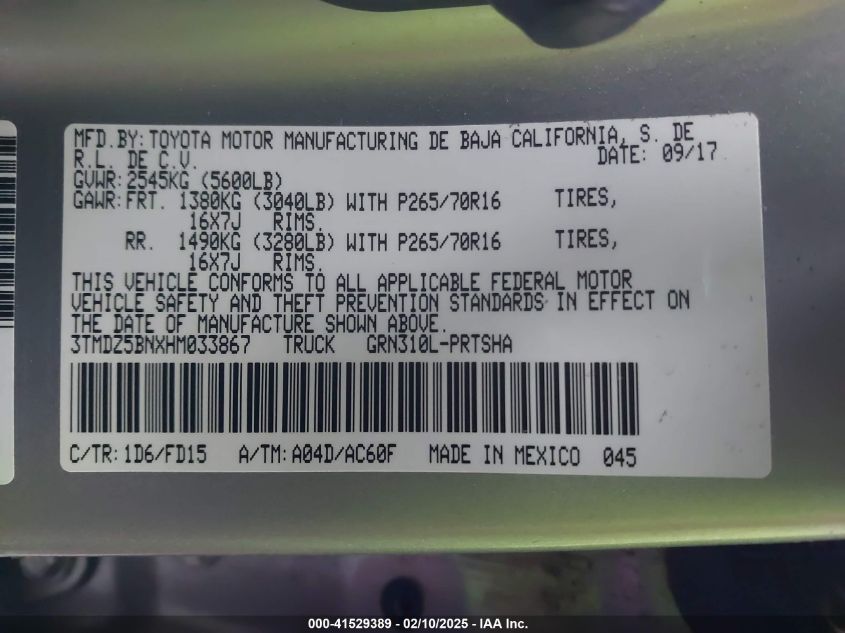 MFD.BY: TOYOTA MOTOR MANUFACTURING DE BAJA CALIFORNIA, S. DE
R.L. DE C.V. DATE: 09/17
GVWR: 2545KG (5600LB)
GAWR: FRT. 1380KG (3040LB) WITH P265/70R16 TIRES,
16X7J RIMS.
RR. 1490KG (3280LB) WITH P265/70R16 TIRES,
16X7J RIMS.
THIS VEHICLE CONFORMS TO ALL APPLICABLE FEDERAL MOTOR
VEHICLE SAFETY AND THEFT PREVENTION STANDARDS IN EFFECT ON
THE DATE OF MANUFACTURE SHOWN ABOVE.
3TMDZ5BNXHM033867 TRUCK GRN310L-PRTSHA
C/TR: 1D6/FD15 A/TM: A04D/AC60F MADE IN MEXICO 045
000-41529389 - 02/10/2025 - IAA Inc.